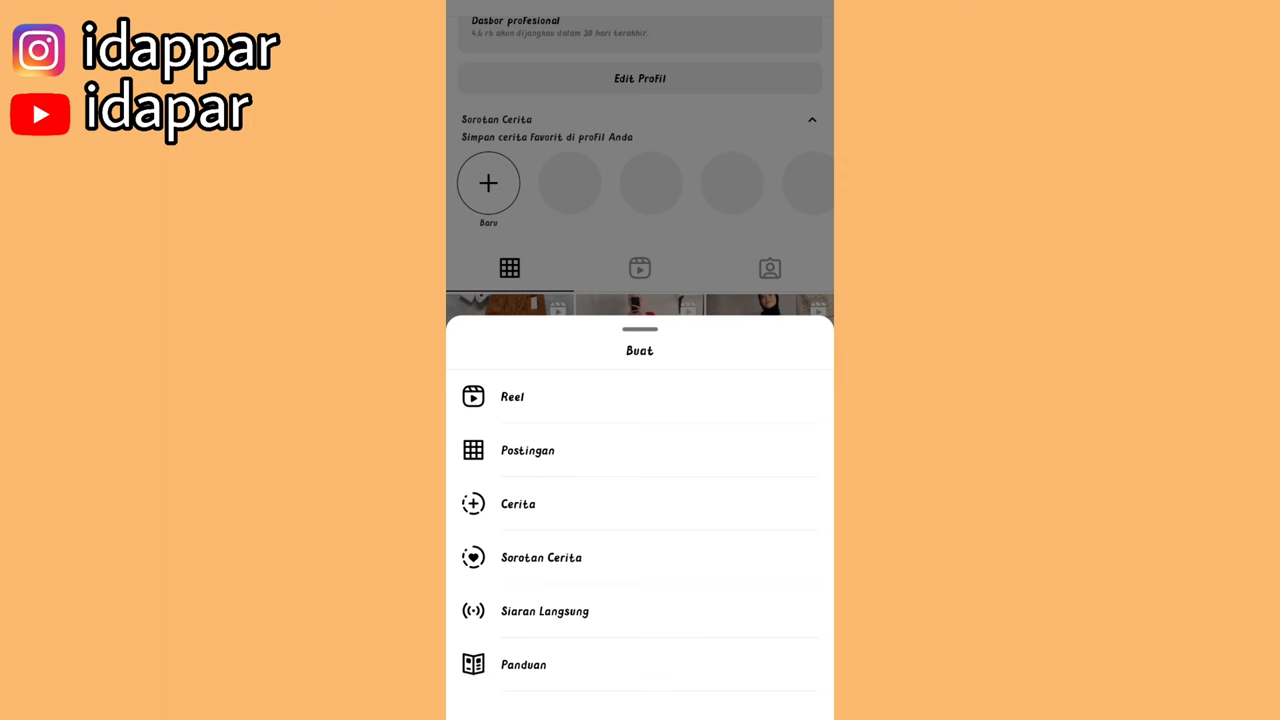 idappar
idapar
Dasbor profesional
4,6 rb akun dijangkau dalam 30 hari terakhir.
Edit Profil
Sorotan Cerita
Simpan cerita favorit di profil Anda
Baru
Buat
Reel
Postingan
Cerita
Sorotan Cerita
Siaran Langsung
Panduan